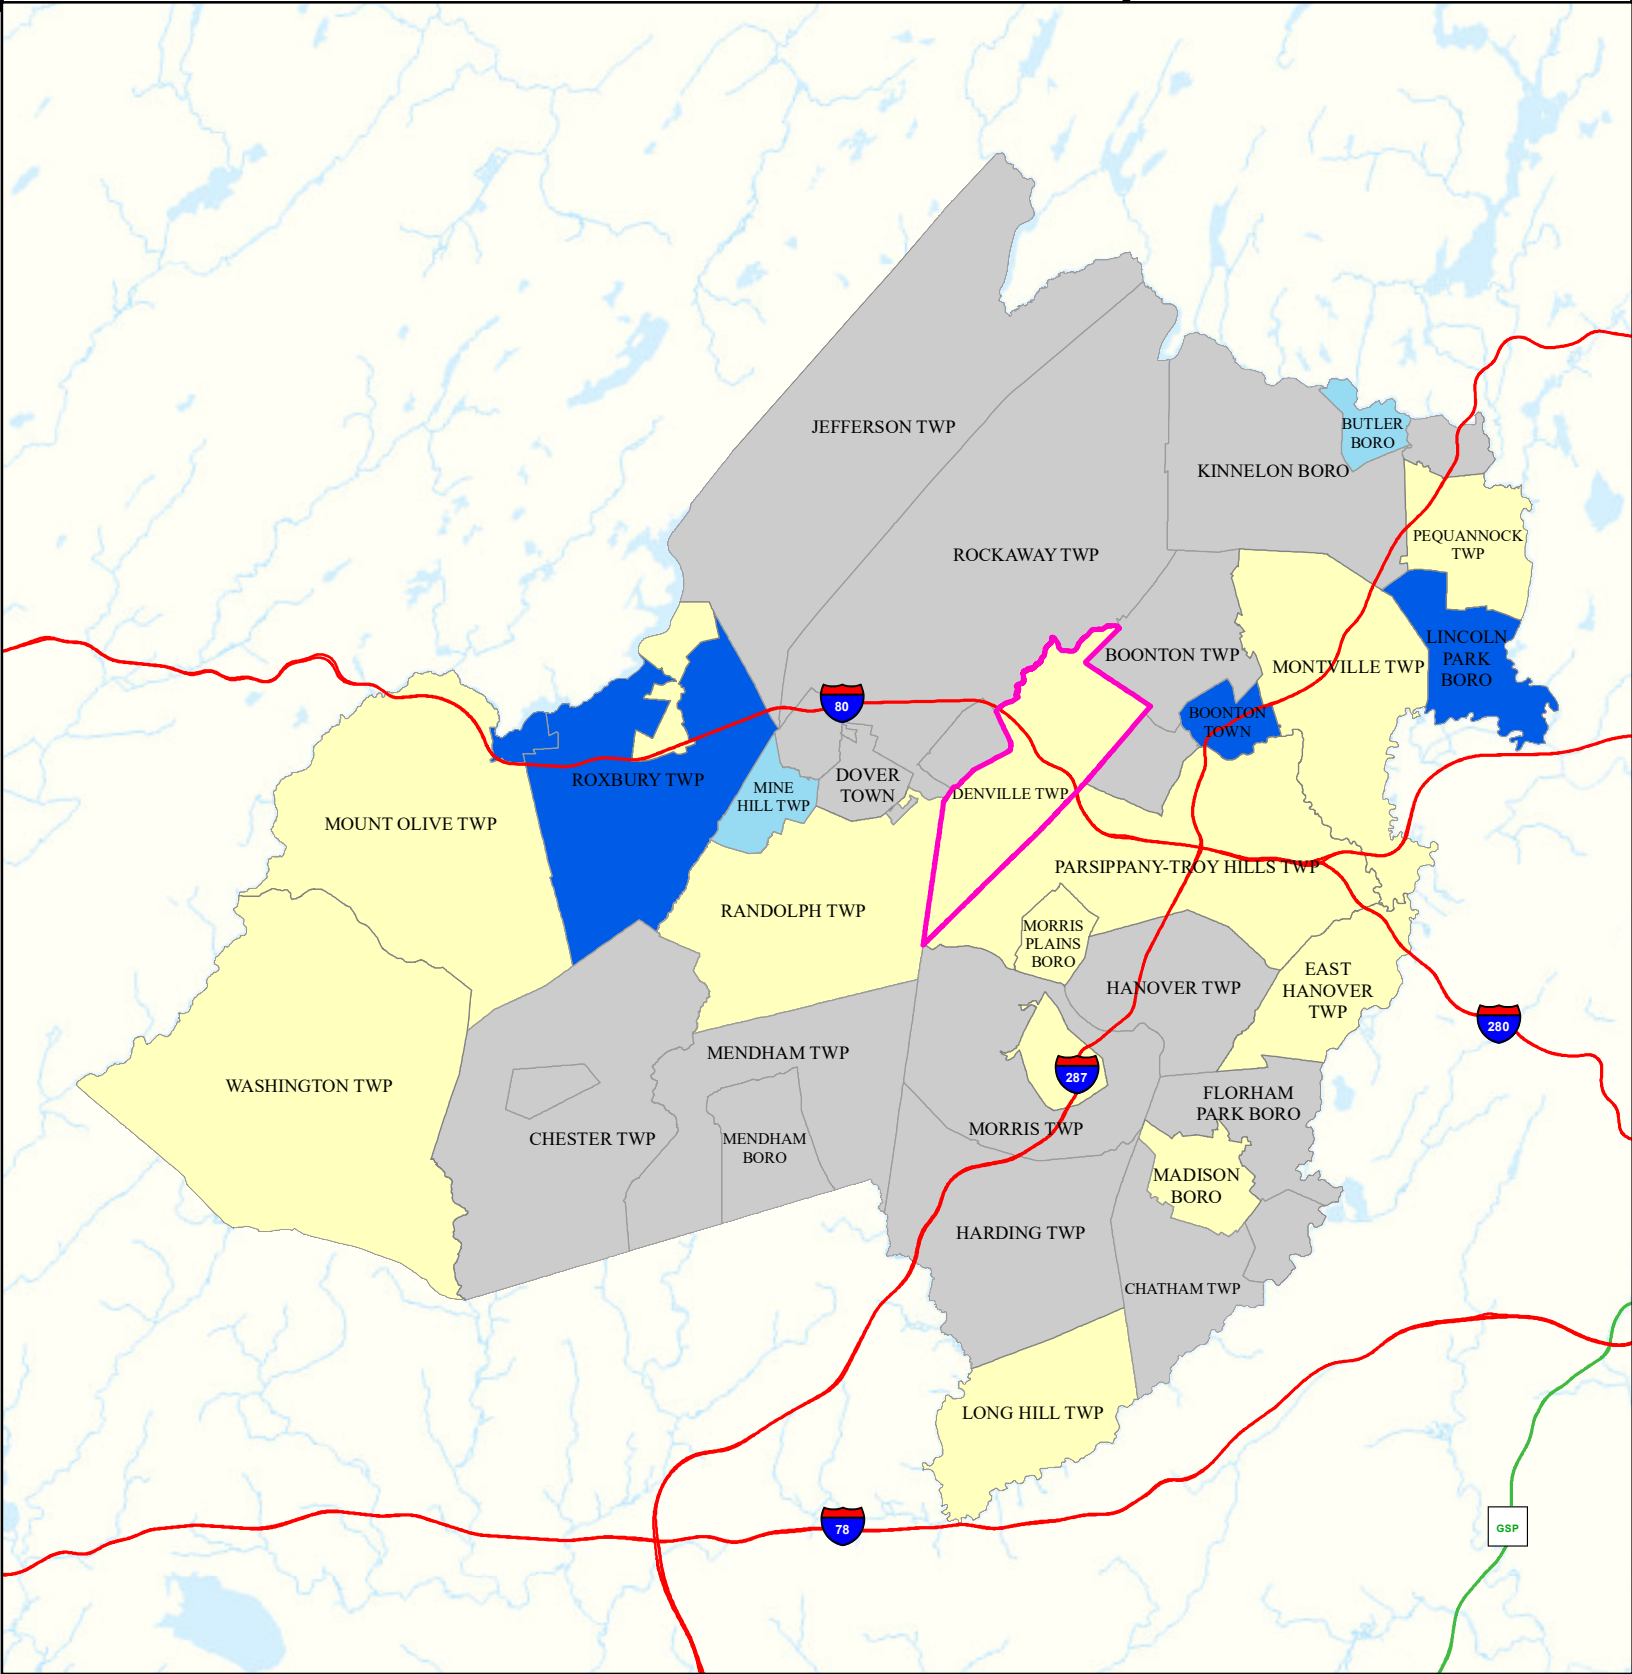 JEFFERSON TWP
BUTLER
BORO
KINNELON BORO
PEQUANNOCK
TWP
ROCKAWAY TWP
LINCOLN
PARK
BORO
BOONTON TWP
MONTVILLE TWP
80
BOONTON
TOWN
ROXBURY TWP
MINE
HILL TWP
DOVER
TOWN
DENVILLE TWP
MOUNT OLIVE TWP
PARSIPPANY-TROY HILLS TWP
RANDOLPH TWP
MORRIS
PLAINS
BORO
EAST
HANOVER
TWP
HANOVER TWP
280
MENDHAM TWP
287
WASHINGTON TWP
FLORHAM
PARK BORO
CHESTER TWP
MENDHAM
BORO
MORRIS TWP
MADISON
BORO
HARDING TWP
CHATHAM TWP
LONG HILL TWP
78
GSP